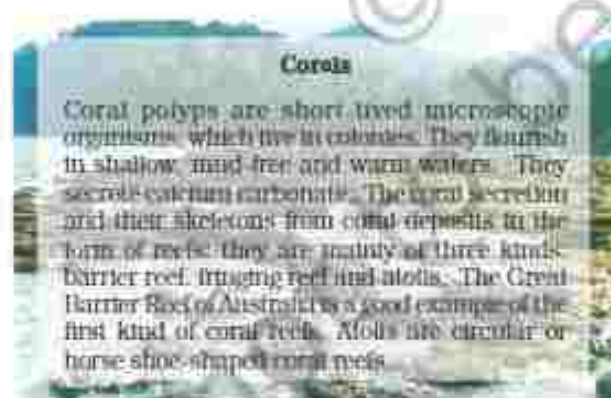 Corals
Coral polyps are short lived microscopic
organisms, which live in colonies. They flourish
in shallow, mud free and warm waters. They
secrete calcium carbonate. The coral secretion
and their skeletons from coral deposits in the
form of reefs: they are mainly of three kinds:
barrier reef, fringing reef and atolls. The Great
Barrier Reef of Australia is a good example of the
first kind of coral reefs. Atolls are circular or
horse shoe-shaped coral reefs